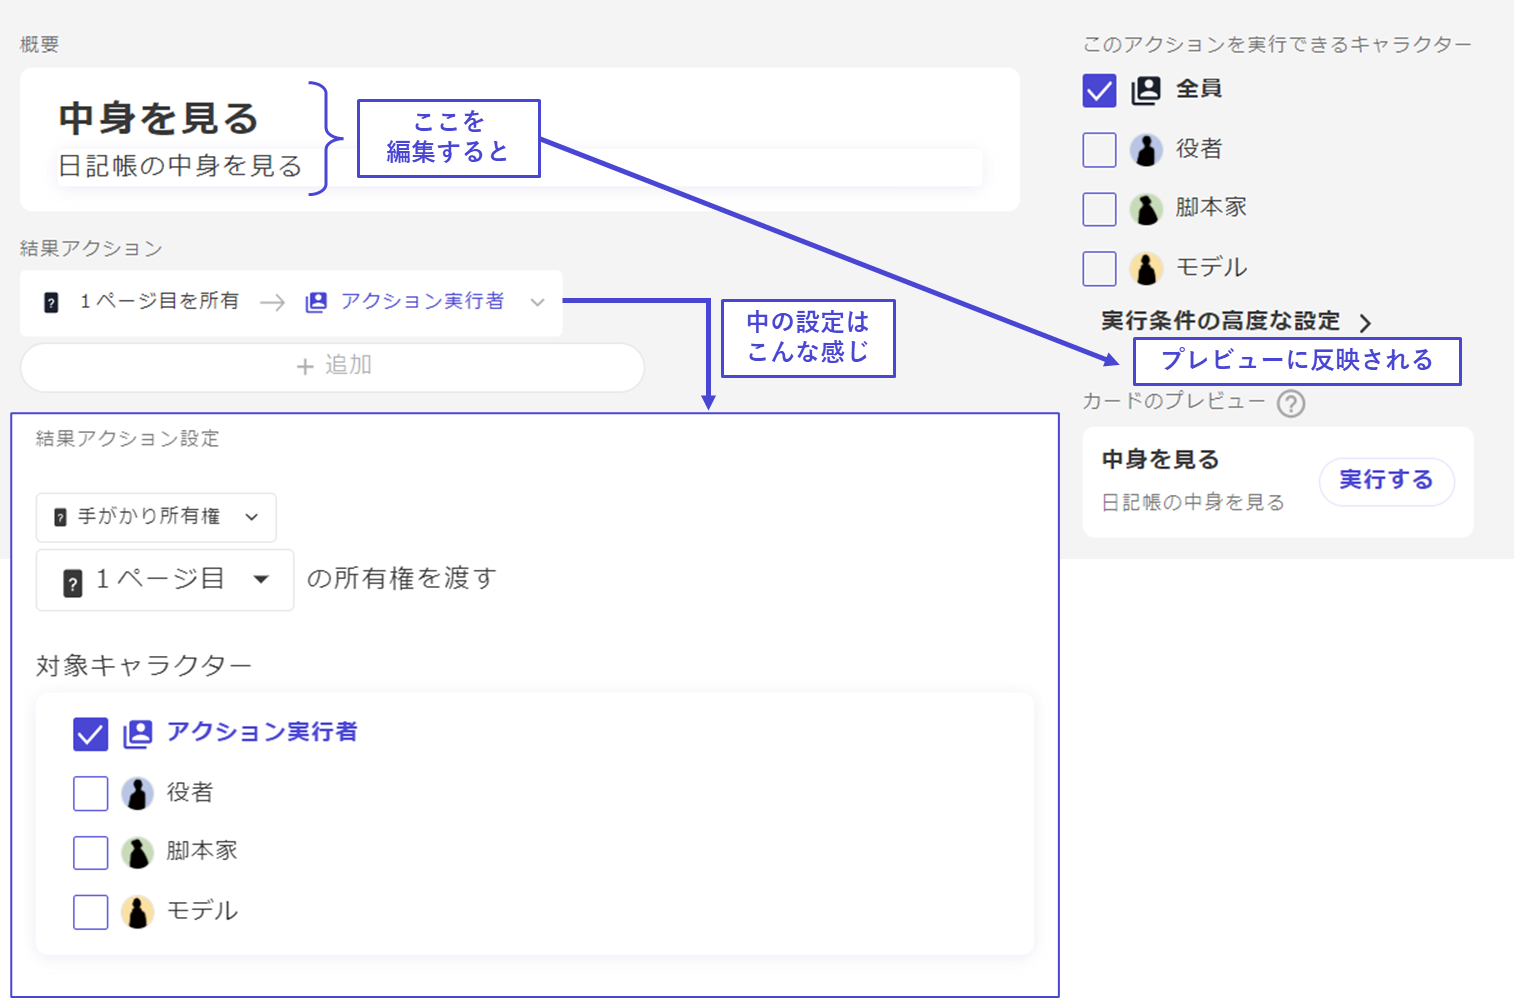 概要
中身を見る
日記帳の中身を見る
ここを
編集すると
結果アクション
1 ページ目を所有 → アクション実行者
+ 追加
中の設定は
こんな感じ
結果アクション設定
手がかり所有権
1 ページ目 の所有権を渡す
対象キャラクター
アクション実行者
役者
脚本家
モデル
このアクションを実行できるキャラクター
全員
役者
脚本家
モデル
実行条件の高度な設定
プレビューに反映される
カードのプレビュー ?
中身を見る
日記帳の中身を見る
実行する